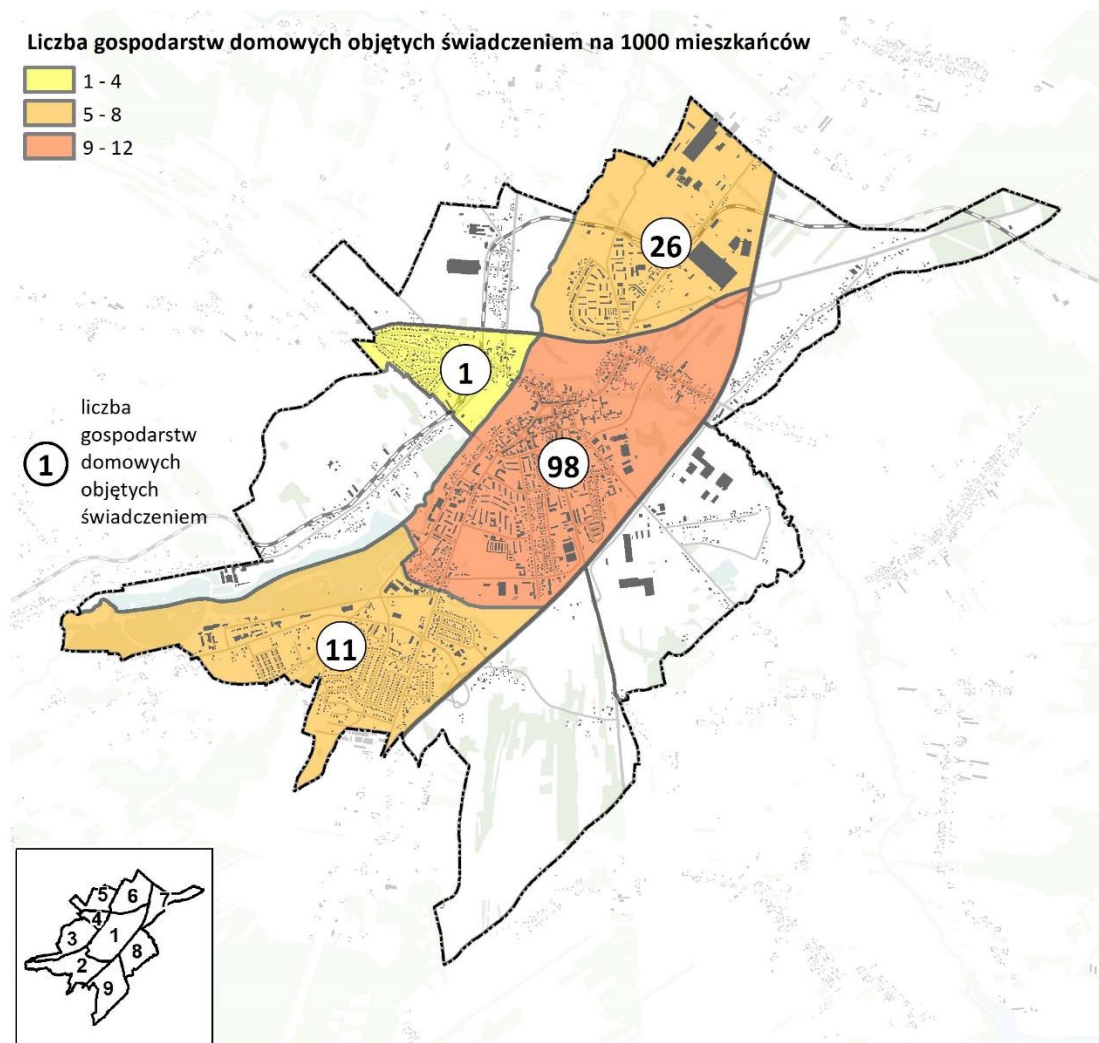 Liczba gospodarstw domowych objętych świadczeniem na 1000 mieszkańców
1 - 4
5 - 8
9 - 12
26
1
1
liczba
gospodarstw
domowych
objętych
świadczeniem
98
11
5
6
7
4
3
1
8
2
9